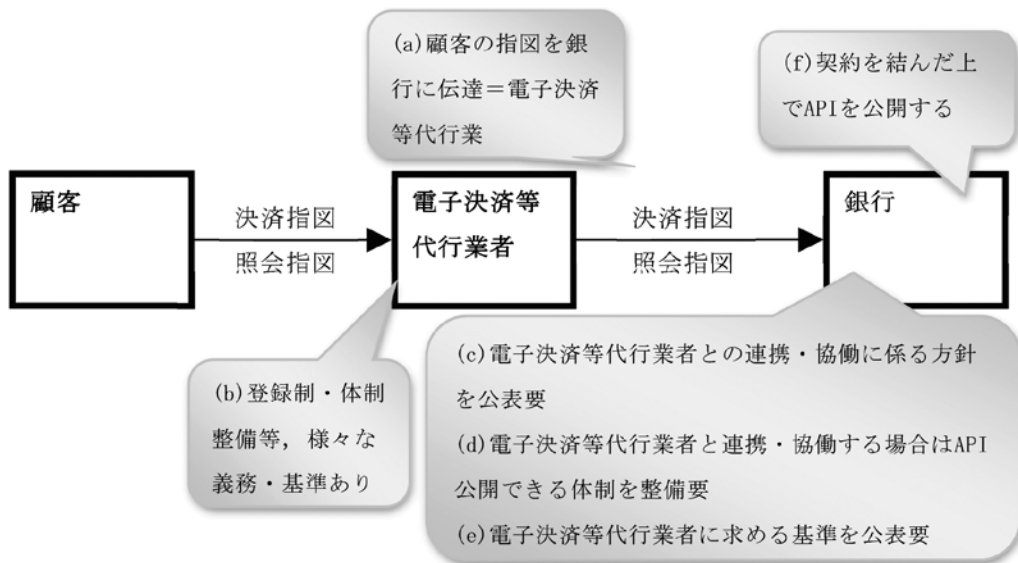 (a)顧客の指図を銀
行に伝達＝電子決済
等代行業
(f)契約を結んだ上
でAPIを公開する
顧客
決済指図
照会指図
電子決済等
代行業者
決済指図
照会指図
銀行
(b)登録制・体制
整備等，様々な
義務・基準あり
(c)電子決済等代行業者との連携・協働に係る方針
を公表要
(d)電子決済等代行業者と連携・協働する場合はAPI
公開できる体制を整備要
(e)電子決済等代行業者に求める基準を公表要